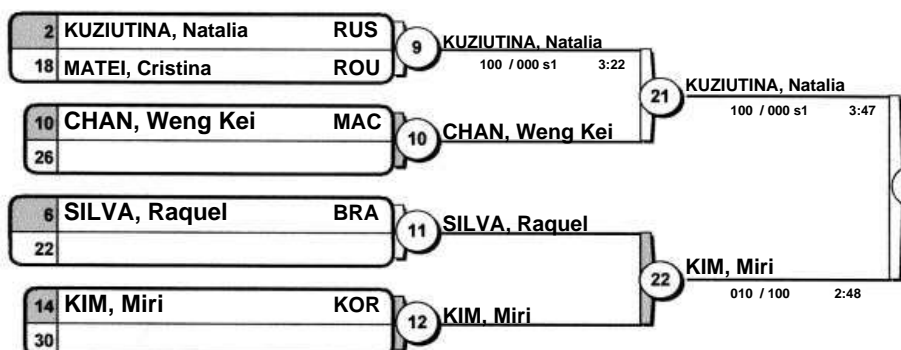 2 KUZIUTINA, Natalia RUS
18 MATEI, Cristina ROU
9 KUZIUTINA, Natalia
100 / 000 s1 3:22
10 CHAN, Weng Kei MAC
26
10 CHAN, Weng Kei
21 KUZIUTINA, Natalia
100 / 000 s1 3:47
6 SILVA, Raquel BRA
22
11 SILVA, Raquel
14 KIM, Miri KOR
30
12 KIM, Miri
22 KIM, Miri
010 / 100 2:48